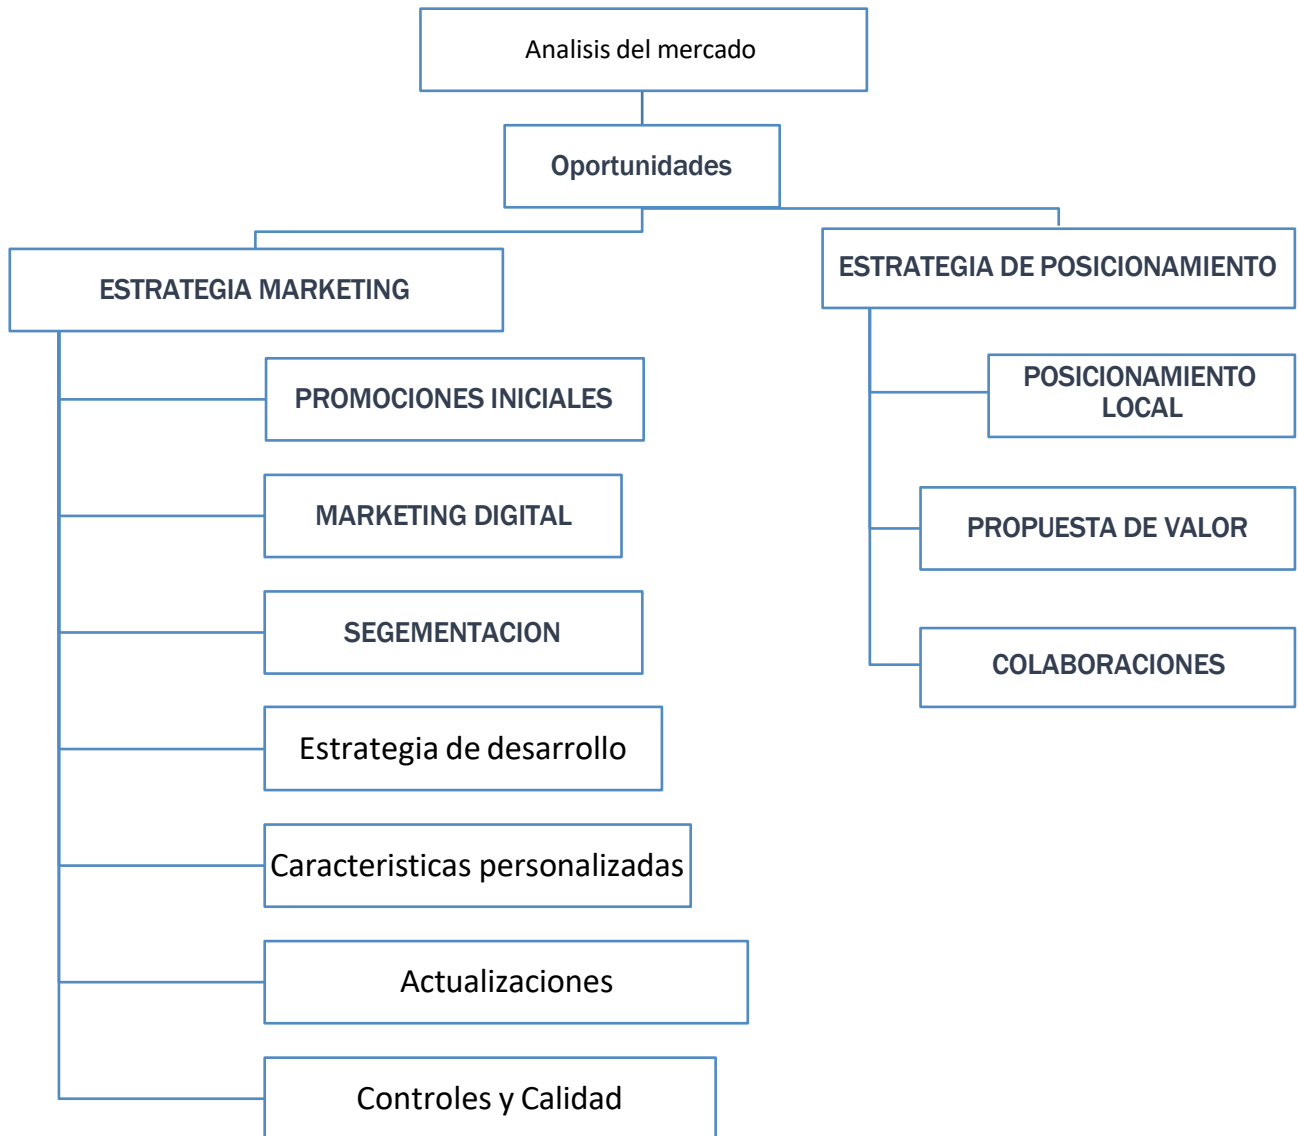 Analisis del mercado
Oportunidades
ESTRATEGIA MARKETING
PROMOCIONES INICIALES
MARKETING DIGITAL
SEGEMENTACION
Estrategia de desarrollo
Caracteristicas personalizadas
Actualizaciones
Controles y Calidad
ESTRATEGIA DE POSICIONAMIENTO
POSICIONAMIENTO
LOCAL
PROPUESTA DE VALOR
COLABORACIONES